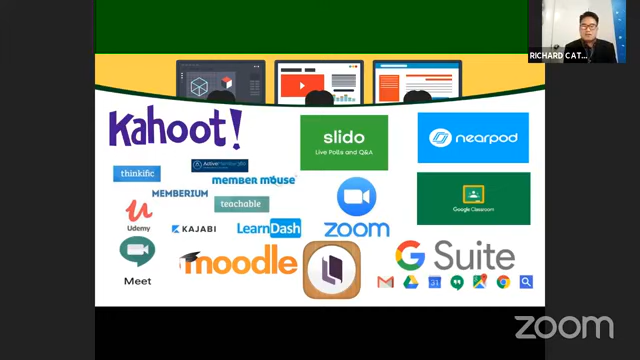 RICHARD CAT...
Kahoot!
slido
Live Polls and Q&A
nearpod
thinkific
ActiveMember360
MEMBER MOUSE
MEMBERIUM
teachable
Udemy
KAJABI
LearnDash
zoom
Google Classroom
Meet
moodle
G Suite
zoom